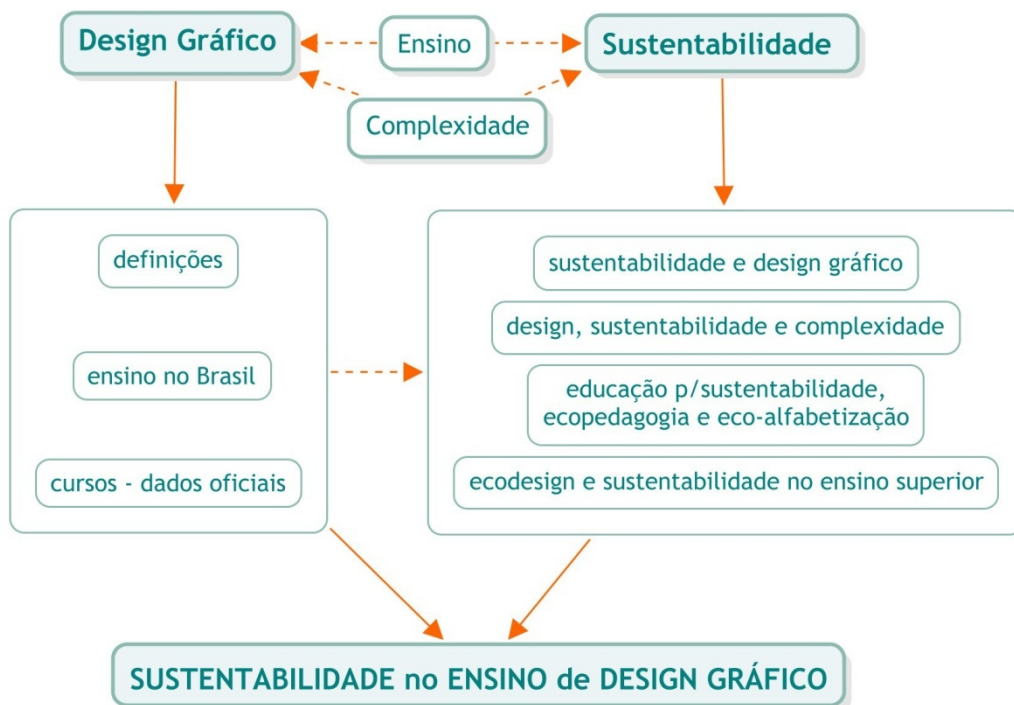 Design Gráfico
Ensino
Sustentabilidade
Complexidade
definições
ensino no Brasil
cursos - dados oficiais
sustentabilidade e design gráfico
design, sustentabilidade e complexidade
educação p/sustentabilidade,
ecopedagogia e eco-alfabetização
ecodesign e sustentabilidade no ensino superior
SUSTENTABILIDADE no ENSINO de DESIGN GRÁFICO